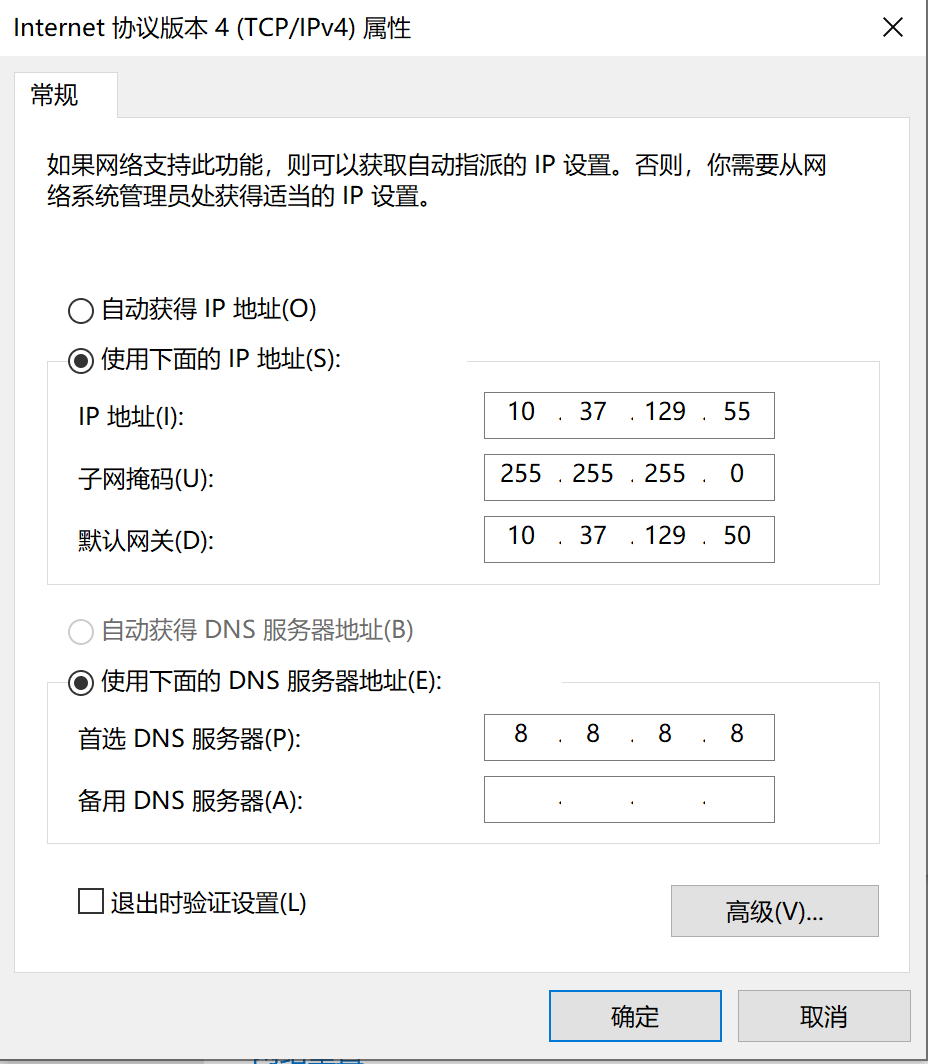 Internet 协议版本 4 (TCP/IPv4) 属性
常规
如果网络支持此功能，则可以获取自动指派的 IP 设置。否则，你需要从网
络系统管理员处获得适当的 IP 设置。
自动获得 IP 地址(O)
使用下面的 IP 地址(S):
IP 地址(I): 10 . 37 . 129 . 55
子网掩码(U): 255 . 255 . 255 . 0
默认网关(D): 10 . 37 . 129 . 50
自动获得 DNS 服务器地址(B)
使用下面的 DNS 服务器地址(E):
首选 DNS 服务器(P): 8 . 8 . 8 . 8
备用 DNS 服务器(A): . . .
退出时验证设置(L)
高级(V)...
确定 取消